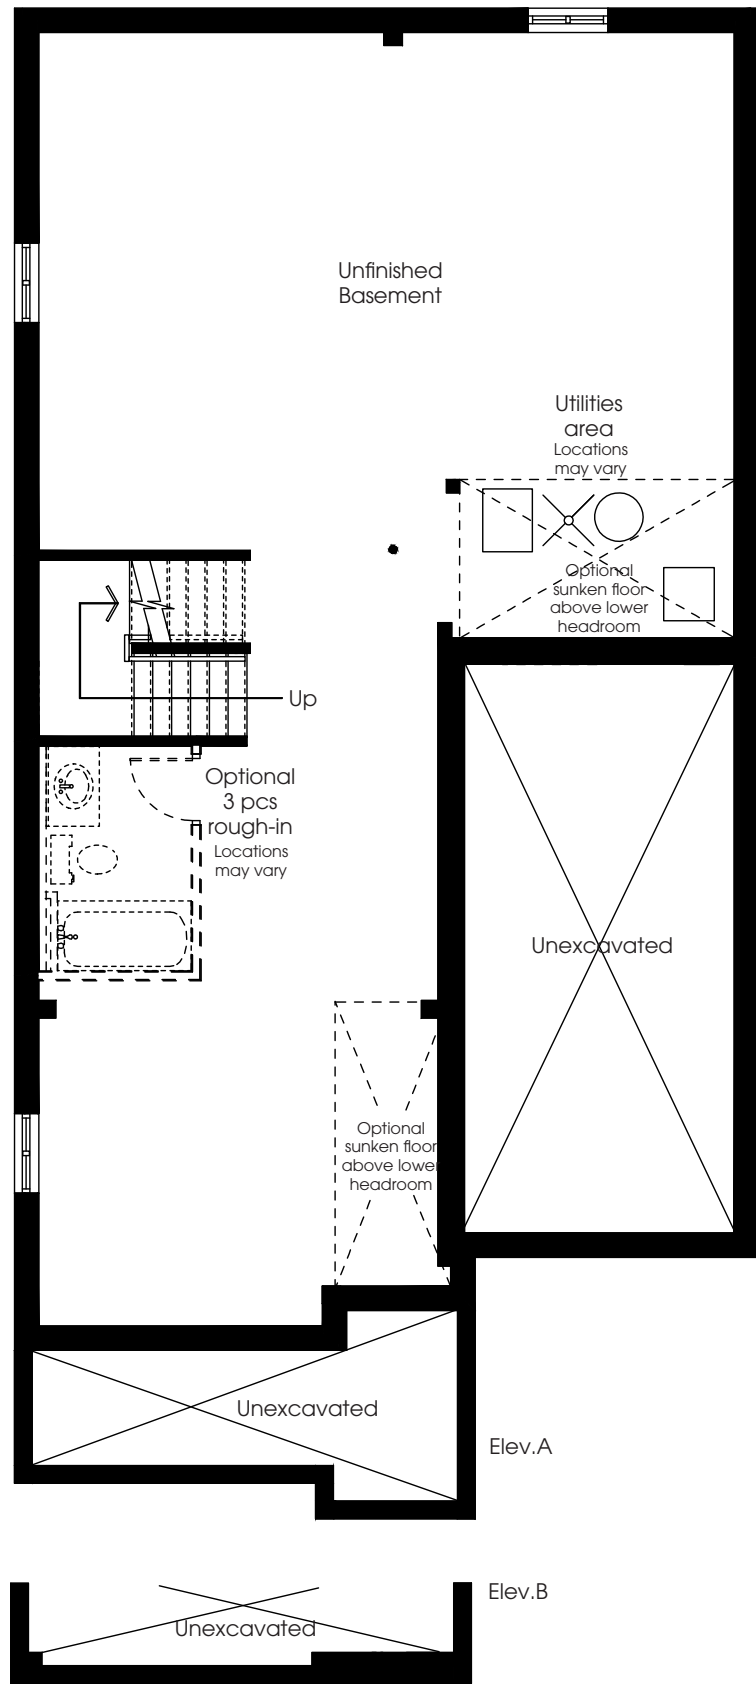 Unfinished
Basement
Utilities
area
Locations
may vary
Optional
sunken floor
above lower
headroom
Up
Optional
3 pcs
rough-in
Locations
may vary
Unexcavated
Optional
sunken floor
above lower
headroom
Unexcavated
Elev.A
Elev.B
Unexcavated